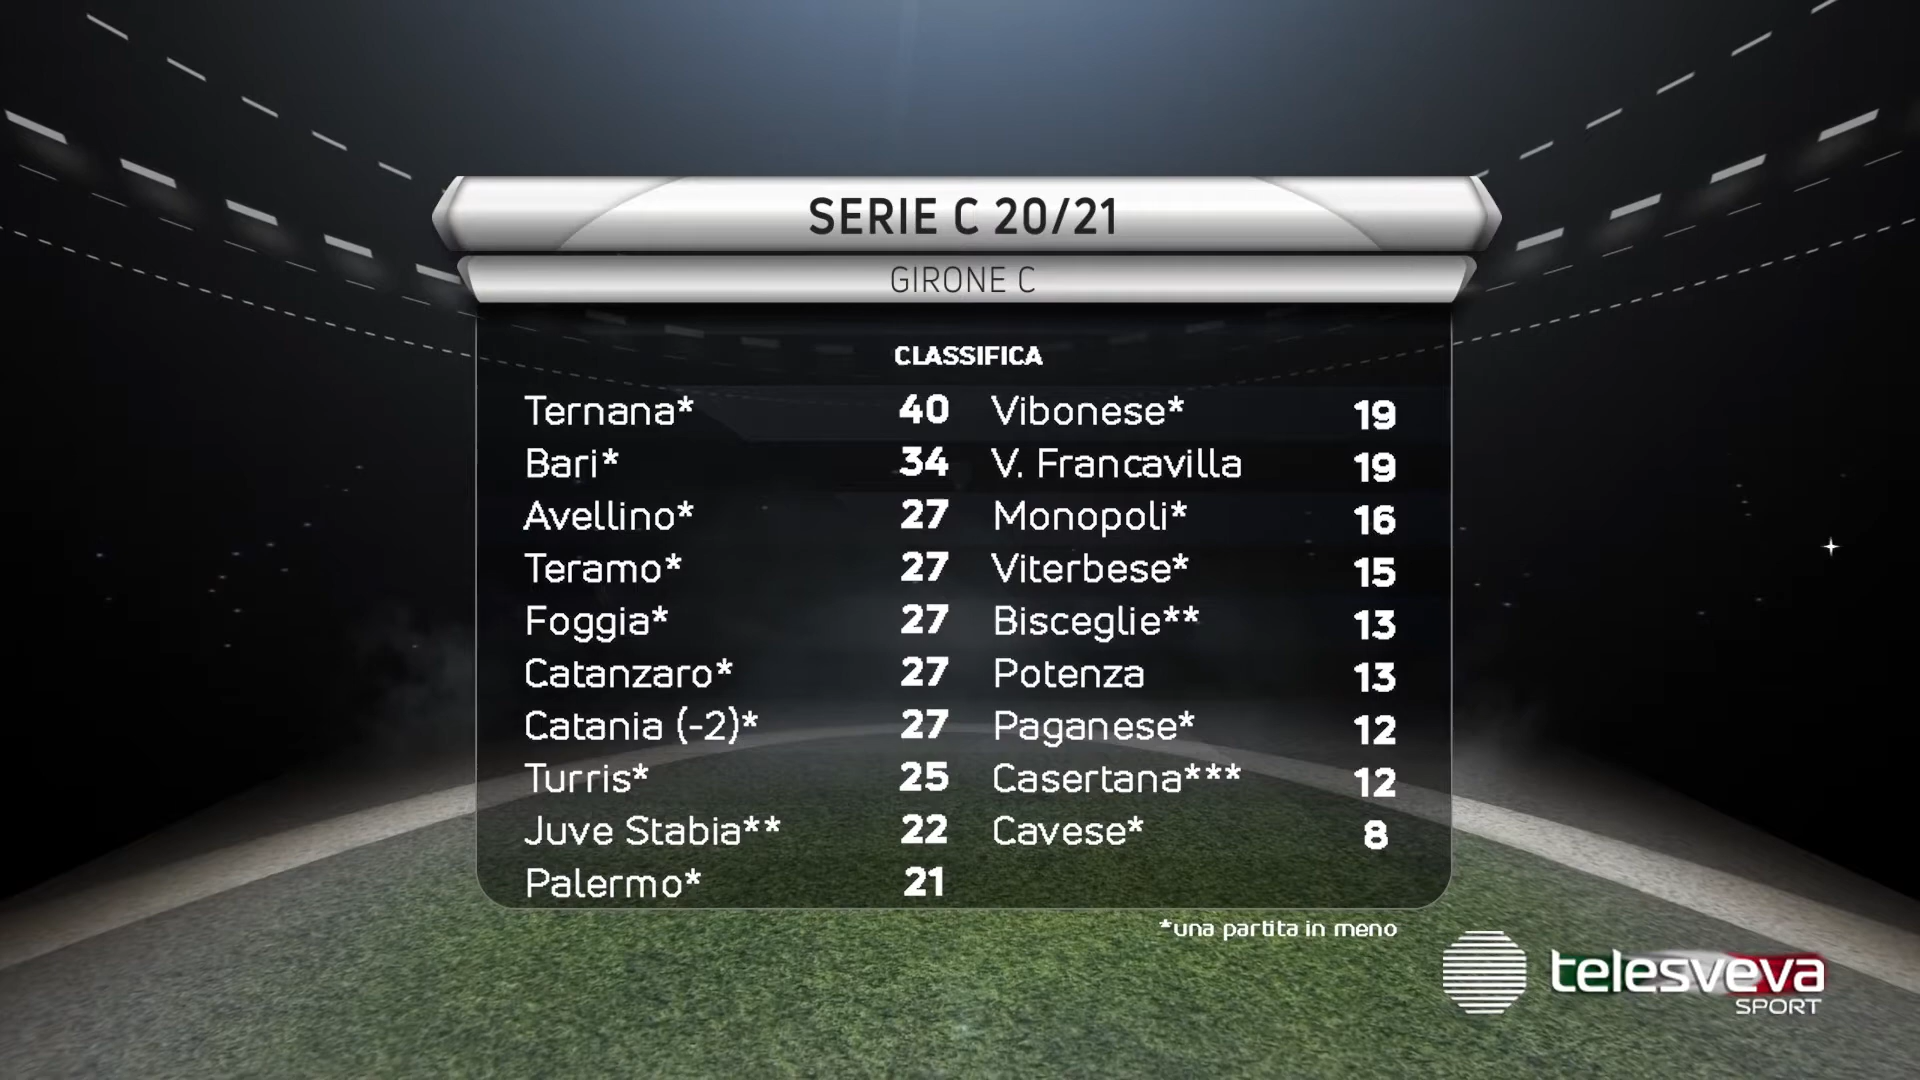 SERIE C 20/21
GIRONE C
CLASSIFICA
Ternana* 40
Bari* 34
Avellino* 27
Teramo* 27
Foggia* 27
Catanzaro* 27
Catania (-2)* 27
Turris* 25
Juve Stabia** 22
Palermo* 21
Vibonese* 19
V. Francavilla 19
Monopoli* 16
Viterbese* 15
Bisceglie** 13
Potenza 13
Paganese* 12
Casertana*** 12
Cavese* 8
*una partita in meno
telesveva
SPORT